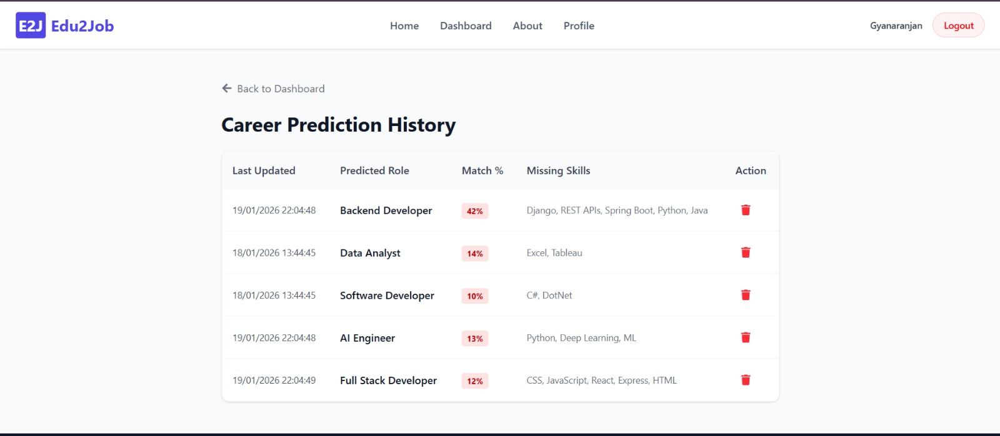 E2J Edu2Job Home Dashboard About Profile Gyanaranjan Logout
Back to Dashboard
Career Prediction History
Last Updated Predicted Role Match % Missing Skills Action
19/01/2026 22:04:48 Backend Developer 42% Django, REST APIs, Spring Boot, Python, Java
18/01/2026 13:44:45 Data Analyst 14% Excel, Tableau
18/01/2026 13:44:45 Software Developer 10% C#, DotNet
19/01/2026 22:04:48 AI Engineer 13% Python, Deep Learning, ML
19/01/2026 22:04:49 Full Stack Developer 12% CSS, JavaScript, React, Express, HTML